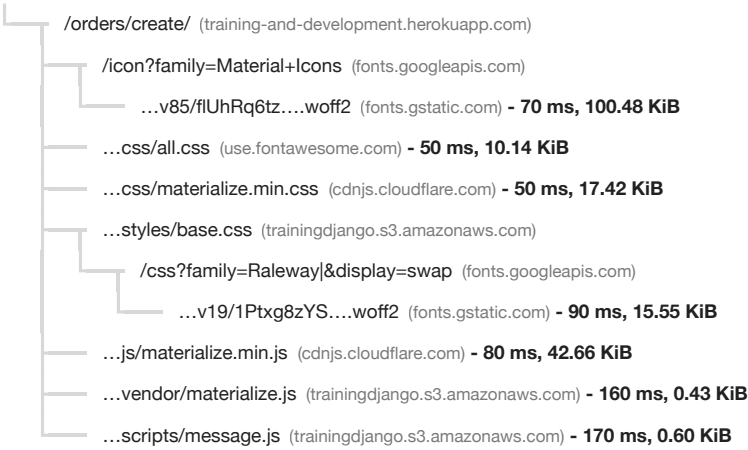 /orders/create/ (training-and-development.herokuapp.com)
/icon?family=Material+Icons (fonts.googleapis.com)
…v85/flUhRq6tz….woff2 (fonts.gstatic.com) - 70 ms, 100.48 KiB
…css/all.css (use.fontawesome.com) - 50 ms, 10.14 KiB
…css/materialize.min.css (cdnjs.cloudflare.com) - 50 ms, 17.42 KiB
…styles/base.css (trainingdjango.s3.amazonaws.com)
/css?family=Raleway|&display=swap (fonts.googleapis.com)
…v19/1Ptxg8zYS….woff2 (fonts.gstatic.com) - 90 ms, 15.55 KiB
…js/materialize.min.js (cdnjs.cloudflare.com) - 80 ms, 42.66 KiB
…vendor/materialize.js (trainingdjango.s3.amazonaws.com) - 160 ms, 0.43 KiB
…scripts/message.js (trainingdjango.s3.amazonaws.com) - 170 ms, 0.60 KiB